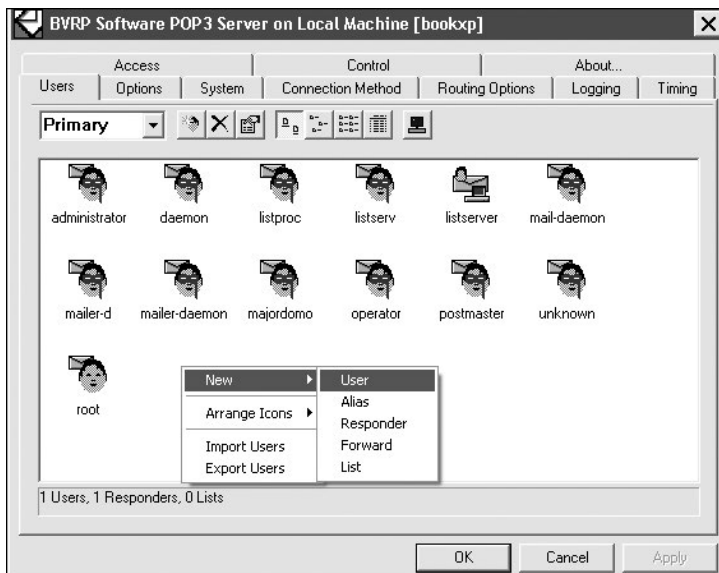 BVRP Software POP3 Server on Local Machine [bookxp]
Access Control About...
Users Options System Connection Method Routing Options Logging Timing
Primary
administrator daemon listproc listserv listserver mail-daemon
mailer-d mailer-daemon majordomo operator postmaster unknown
root
New
Arrange Icons
Import Users
Export Users
User
Alias
Responder
Forward
List
1 Users, 1 Responders, 0 Lists
OK Cancel Apply